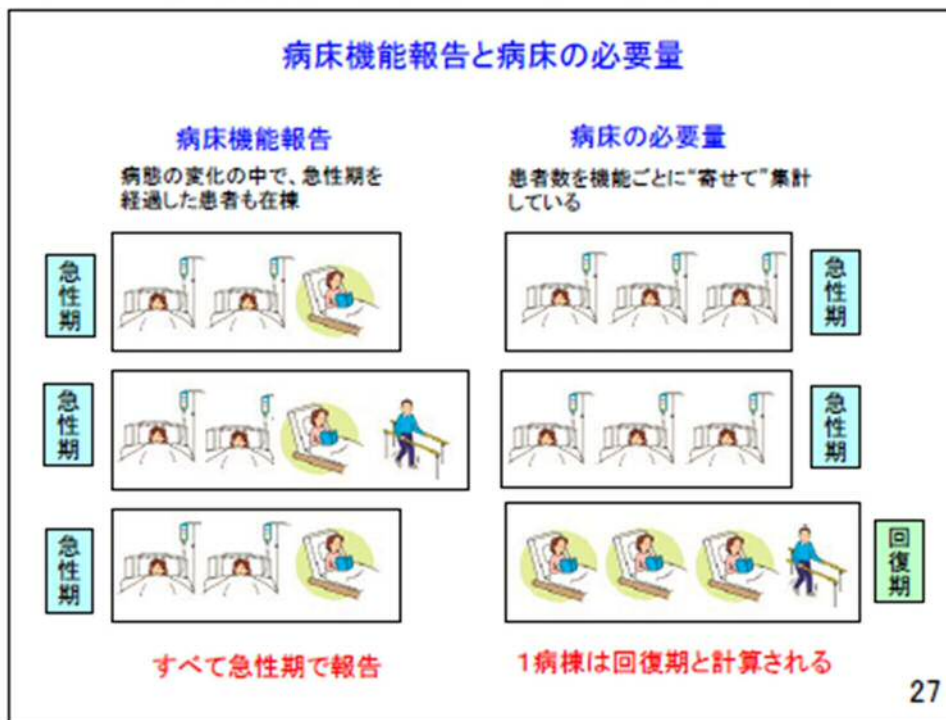 病床機能報告と病床の必要量
病床機能報告
病態の変化の中で、急性期を
経過した患者も在棟
急性期
急性期
急性期
すべて急性期で報告
病床の必要量
患者数を機能ごとに“寄せて”集計
している
急性期
急性期
回復期
1病棟は回復期と計算される
27